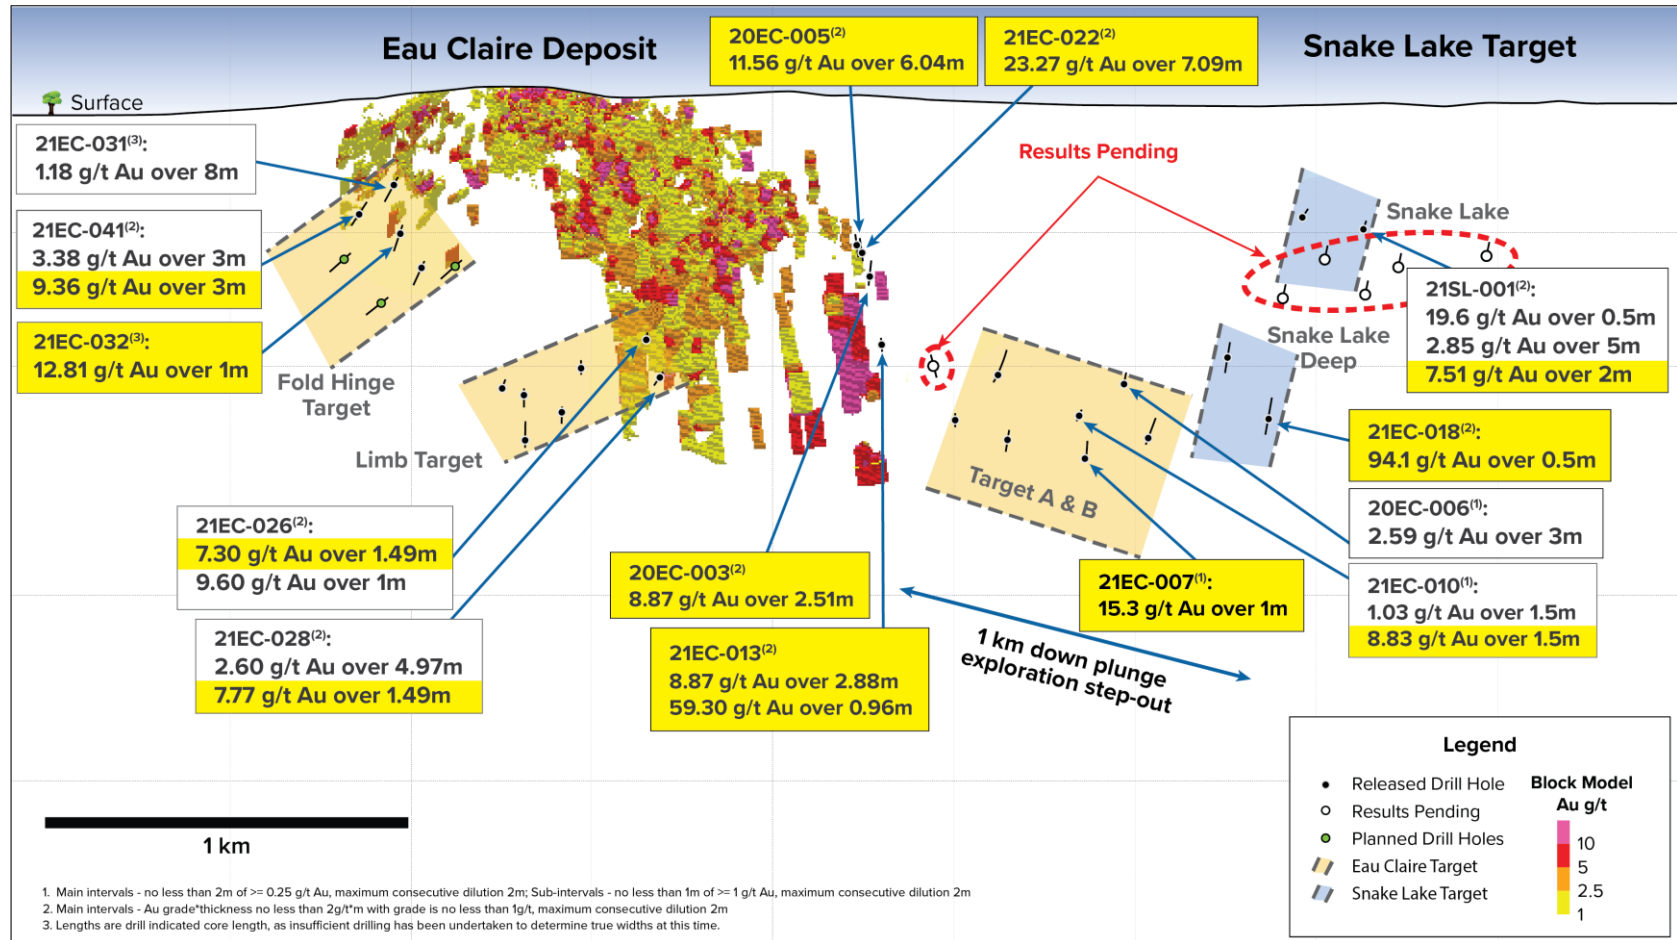 Eau Claire Deposit
Snake Lake Target
20EC-005(2)
11.56 g/t Au over 6.04m
21EC-022(2)
23.27 g/t Au over 7.09m
Surface
21EC-031(3):
1.18 g/t Au over 8m
21EC-041(2):
3.38 g/t Au over 3m
9.36 g/t Au over 3m
21EC-032(3):
12.81 g/t Au over 1m
Fold Hinge
Target
Limb Target
Results Pending
Snake Lake
Snake Lake
Deep
21SL-001(2)
19.6 g/t Au over 0.5m
2.85 g/t Au over 5m
7.51 g/t Au over 2m
21EC-018(2):
94.1 g/t Au over 0.5m
20EC-006(1):
2.59 g/t Au over 3m
21EC-010(1):
1.03 g/t Au over 1.5m
8.83 g/t Au over 1.5m
Target A & B
21EC-007(1):
15.3 g/t Au over 1m
21EC-026(2):
7.30 g/t Au over 1.49m
9.60 g/t Au over 1m
21EC-028(2):
2.60 g/t Au over 4.97m
7.77 g/t Au over 1.49m
20EC-003(2)
8.87 g/t Au over 2.51m
21EC-013(2)
8.87 g/t Au over 2.88m
59.30 g/t Au over 0.96m
1 km down plunge
exploration step-out
1 km
Legend
Released Drill Hole
Results Pending
Planned Drill Holes
Eau Claire Target
Snake Lake Target
Block Model
Au g/t
10
5
2.5
1
1. Main intervals - no less than 2m of >= 0.25 g/t Au, maximum consecutive dilution 2m; Sub-intervals - no less than 1m of >= 1 g/t Au, maximum consecutive dilution 2m
2. Main intervals - Au grade*thickness no less than 2g/t*m with grade is no less than 1g/t, maximum consecutive dilution 2m
3. Lengths are drill indicated core length, as insufficient drilling has been undertaken to determine true widths at this time.